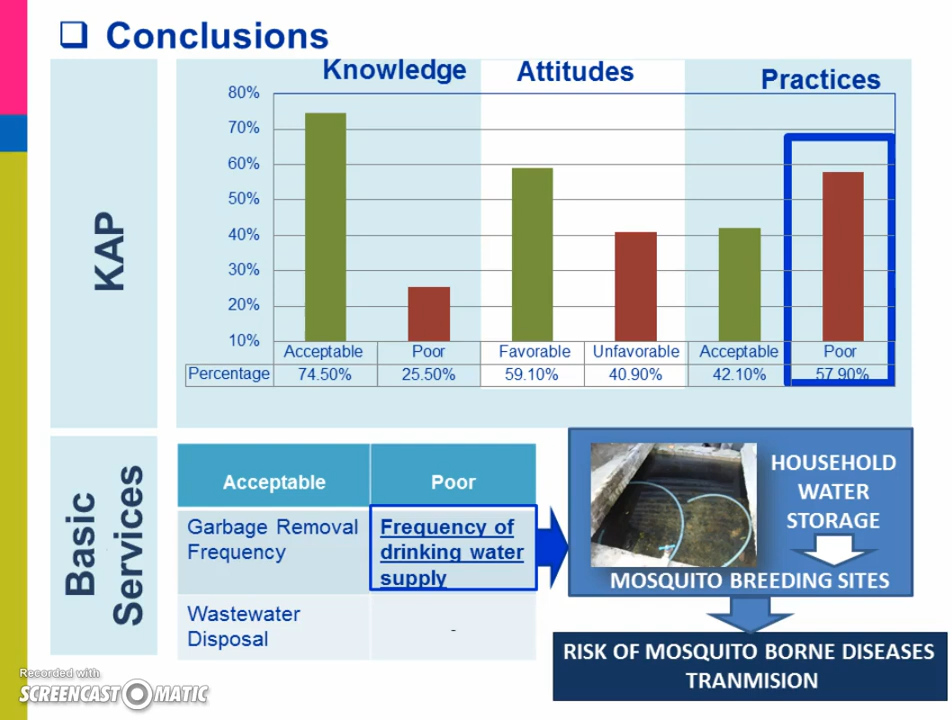 Conclusions
KAP
Knowledge
Attitudes
Practices
80%
70%
60%
50%
40%
30%
20%
10%
Acceptable Poor Favorable Unfavorable Acceptable Poor
Percentage 74.50% 25.50% 59.10% 40.90% 42.10% 57.90%
Basic
Services
Acceptable Poor
Garbage Removal
Frequency
Frequency of
drinking water
supply
Wastewater
Disposal
-
HOUSEHOLD
WATER
STORAGE
MOSQUITO BREEDING SITES
RISK OF MOSQUITO BORNE DISEASES
TRANMISION
Recorded with
SCREENCAST-O-MATIC